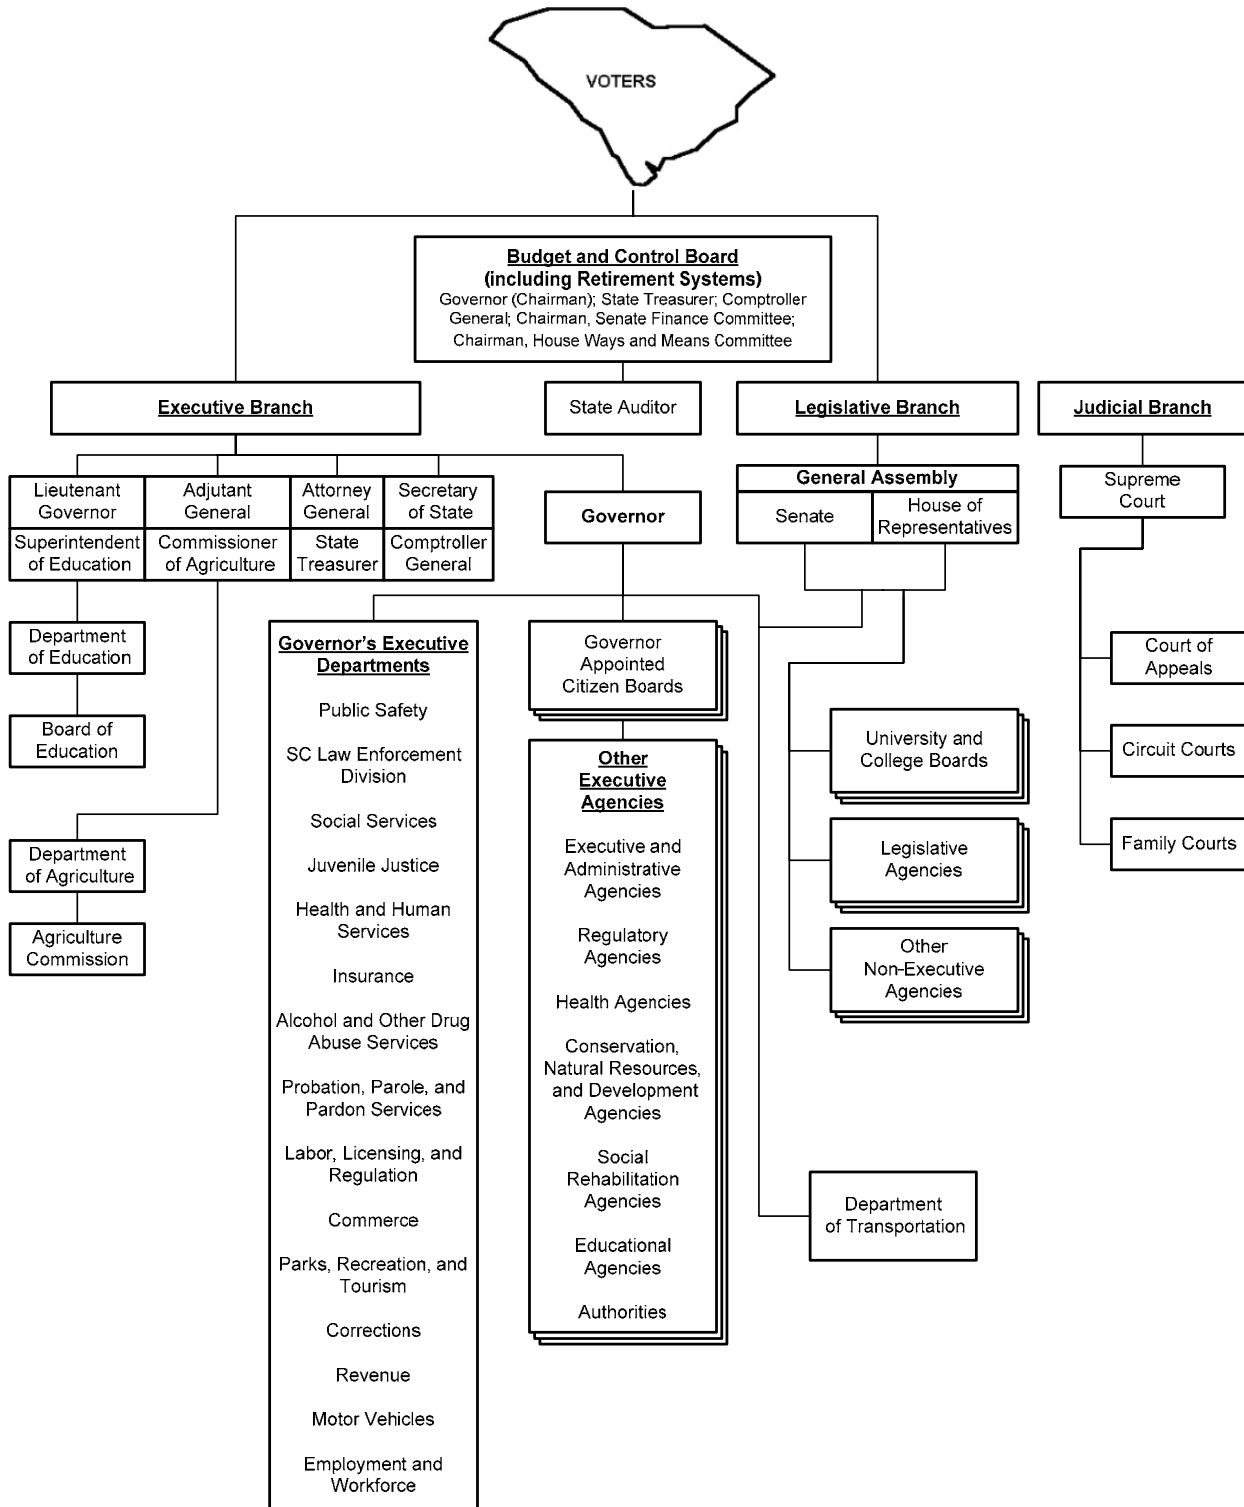 VOTERS
Budget and Control Board
(including Retirement Systems)
Governor (Chairman); State Treasurer; Comptroller
General; Chairman, Senate Finance Committee;
Chairman, House Ways and Means Committee
Executive Branch
State Auditor
Legislative Branch
Judicial Branch
Lieutenant
Governor
Adjutant
General
Attorney
General
Secretary
of State
Superintendent
of Education
Commissioner
of Agriculture
State
Treasurer
Comptroller
General
Governor
General Assembly
Senate
House of
Representatives
Supreme
Court
Department
of Education
Board of
Education
Department
of Agriculture
Agriculture
Commission
Governor's Executive
Departments
Public Safety
SC Law Enforcement
Division
Social Services
Juvenile Justice
Health and Human
Services
Insurance
Alcohol and Other Drug
Abuse Services
Probation, Parole, and
Pardon Services
Labor, Licensing, and
Regulation
Commerce
Parks, Recreation, and
Tourism
Corrections
Revenue
Motor Vehicles
Employment and
Workforce
Governor
Appointed
Citizen Boards
Other
Executive
Agencies
Executive and
Administrative
Agencies
Regulatory
Agencies
Health Agencies
Conservation,
Natural Resources,
and Development
Agencies
Social
Rehabilitation
Agencies
Educational
Agencies
Authorities
University and
College Boards
Legislative
Agencies
Other
Non-Executive
Agencies
Department
of Transportation
Court of
Appeals
Circuit Courts
Family Courts